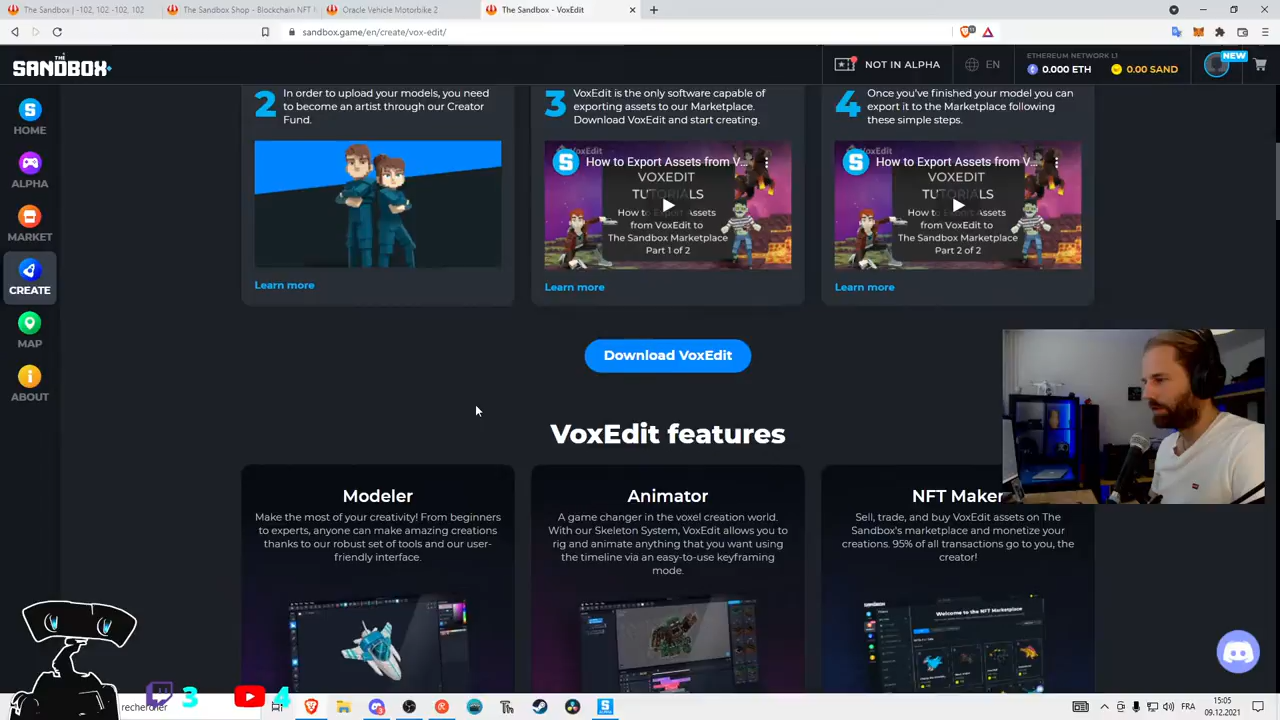 The Sandbox | -102, 102 -102, 102
The Sandbox Shop - Blockchain NFT
Oracle Vehicle Motorbike 2
The Sandbox - VoxEdit
sandbox.game/en/create/vox-edit/
THE
SANDBOX
NOT IN ALPHA
EN
ETHEREUM NETWORK L1
0.000 ETH
0.00 SAND
NEW
HOME
ALPHA
MARKET
CREATE
MAP
ABOUT
2
In order to upload your models, you need
to become an artist through our Creator
Fund.
Learn more
3
VoxEdit is the only software capable of
exporting assets to our Marketplace.
Download VoxEdit and start creating.
How to Export Assets from V...
VOXEDIT
TUTORIALS
How to Export Assets
from VoxEdit to
The Sandbox Marketplace
Part 1 of 2
Learn more
4
Once you've finished your model you can
export it to the Marketplace following
these simple steps.
How to Export Assets from V...
VOXEDIT
TUTORIALS
How to Export Assets
from VoxEdit to
The Sandbox Marketplace
Part 2 of 2
Learn more
Download VoxEdit
VoxEdit features
Modeler
Make the most of your creativity! From beginners
to experts, anyone can make amazing creations
thanks to our robust set of tools and our user-
friendly interface.
Animator
A game changer in the voxel creation world.
With our Skeleton System, VoxEdit allows you to
rig and animate anything that you want using
the timeline via an easy-to-use keyframing
mode.
NFT Maker
Sell, trade, and buy VoxEdit assets on The
Sandbox's marketplace and monetize your
creations. 95% of all transactions go to you, the
creator!
Welcome to the NFT Marketplace
3
4
rechercher
FRA
15:05
09.12.2021